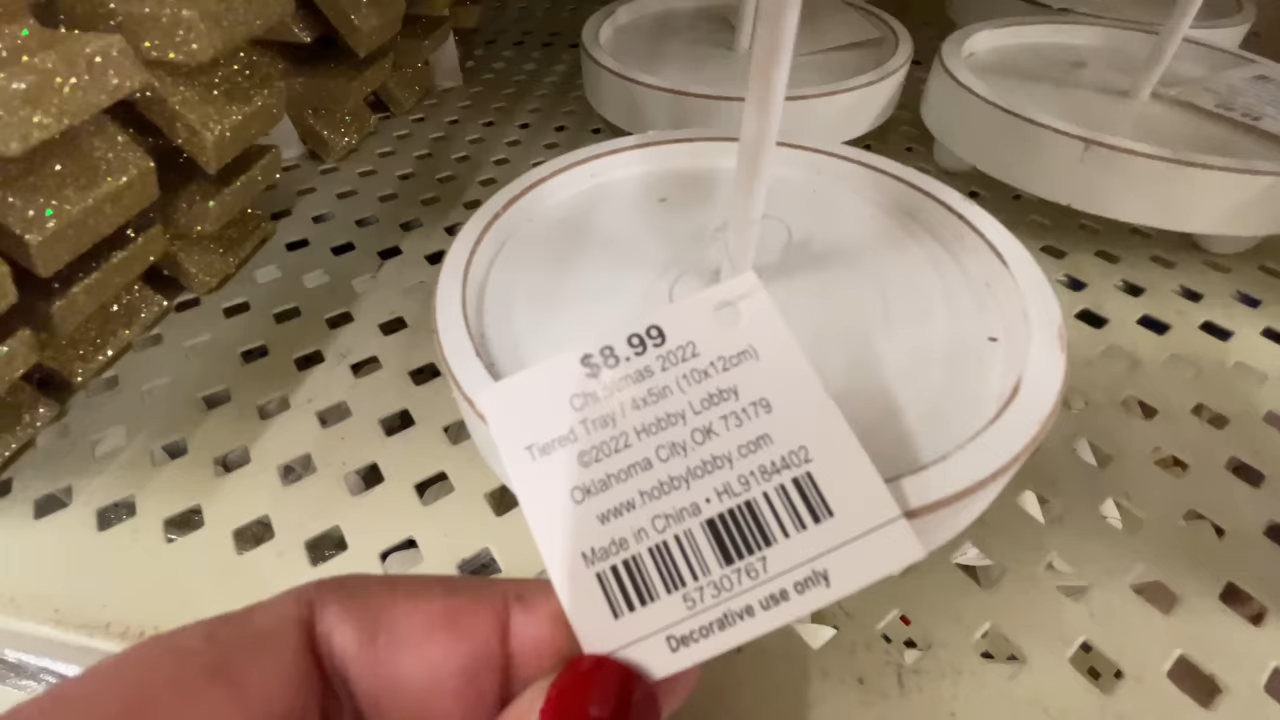 $8.99
Christmas 2022
Tiered Tray / 4x5in (10x12cm)
©2022 Hobby Lobby
Oklahoma City, OK 73179
www.hobbylobby.com
Made in China • HL9184402
5730767
Decorative use only